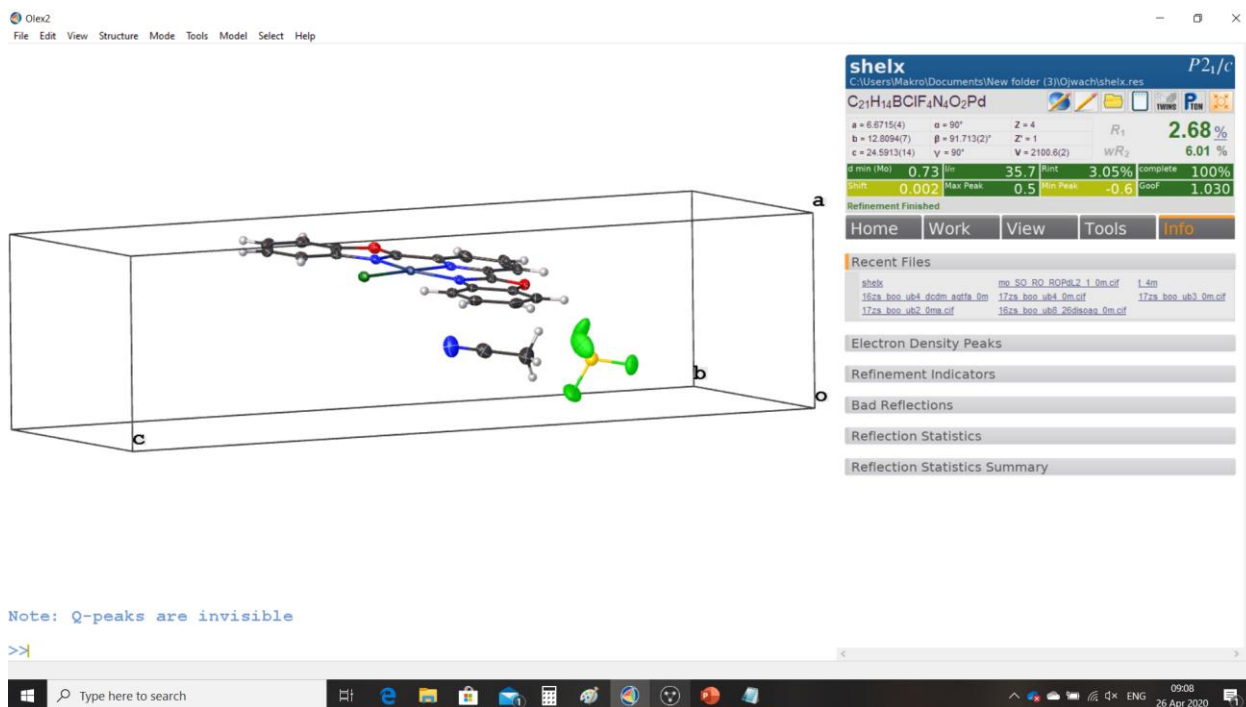 Olex2
File Edit View Structure Mode Tools Model Select Help
shelx P2₁/c
C:\Users\Makro\Documents\New folder (3)\Ojwach\shelx.res
C₂₁H₁₄BClF₄N₄O₂Pd
a = 6.6715(4) α = 90° Z = 4
b = 12.8094(7) β = 91.713(2)° Z' = 1
c = 24.5913(14) γ = 90° V = 2100.6(2)
R₁ 2.68 %
wR₂ 6.01 %
d min (Mo) 0.73 I/σ 35.7 Rint 3.05% complete 100%
Shift 0.002 Max Peak 0.5 Min Peak -0.6 GooF 1.030
Refinement Finished
Home Work View Tools Info
Recent Files
shelx mo_SO_RO_ROPdL2_1_0m.cif t_4m
16zs_boo_ub4_dcdm_agtfa_0m 17zs_boo_ub4_0m.cif 17zs_boo_ub3_0m.cif
17zs_boo_ub2_0ma.cif 16zs_boo_ub8_26disoag_0m.cif
Electron Density Peaks
Refinement Indicators
Bad Reflections
Reflection Statistics
Reflection Statistics Summary
a
b
o
c
Note: Q-peaks are invisible
>>
Type here to search
ENG
09:08
26 Apr 2020